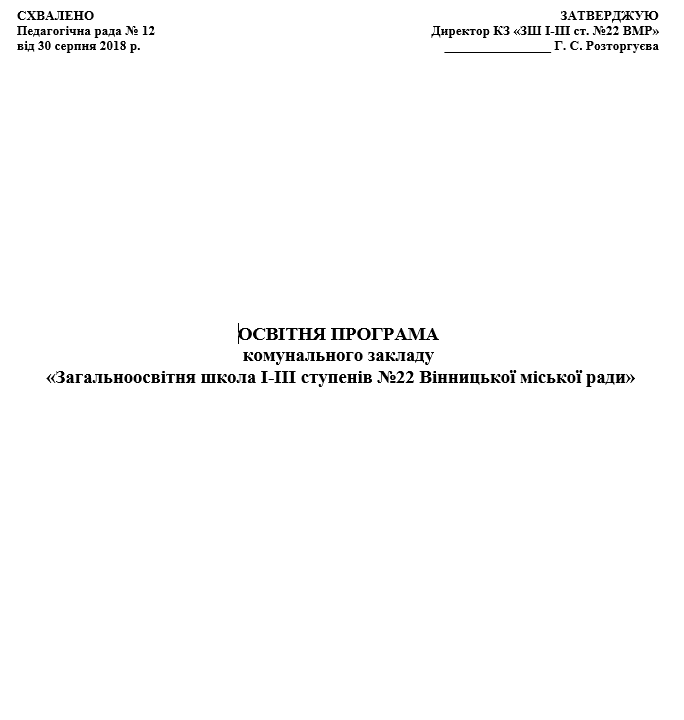 СХВАЛЕНО
Педагогічна рада № 12
від 30 серпня 2018 р.
ЗАТВЕРДЖУЮ
Директор КЗ «ЗШ І-ІІІ ст. №22 ВМР»
________________ Г. С. Розторгуєва
ОСВІТНЯ ПРОГРАМА
комунального закладу
«Загальноосвітня школа І-ІІІ ступенів №22 Вінницької міської ради»